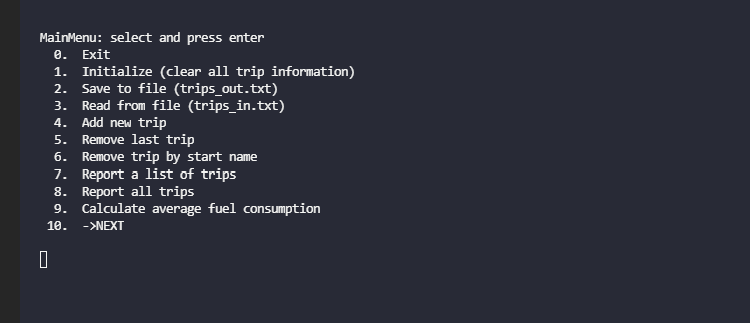 MainMenu: select and press enter
0. Exit
1. Initialize (clear all trip information)
2. Save to file (trips_out.txt)
3. Read from file (trips_in.txt)
4. Add new trip
5. Remove last trip
6. Remove trip by start name
7. Report a list of trips
8. Report all trips
9. Calculate average fuel consumption
10. ->NEXT